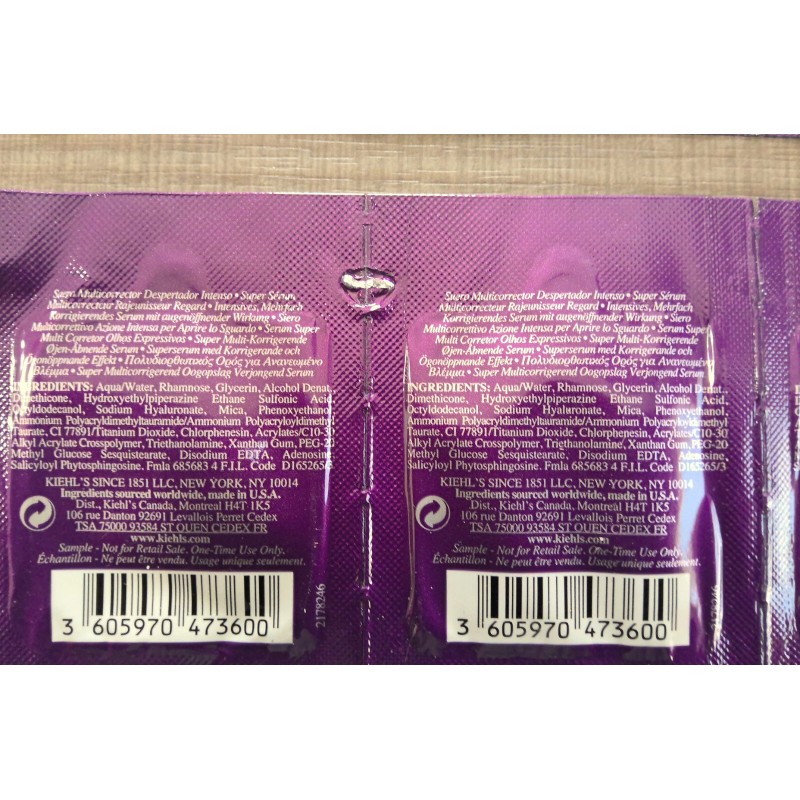 Suero Multicorrector Despertador Intenso • Super Sérum
Multicorrecteur Rajeunisseur Regard • Intensives, Mehrfach
Korrigierendes Serum mit augenöffnender Wirkung • Siero
Multicorrettivo Azione Intensa per Aprire lo Sguardo • Serum Super
Multi Corretor Olhos Expressivos • Super Multi-Korrigerende
Øjen-Åbnende Serum • Superserum med Korrigerande och
Ögonöppnande Effekt • Πολυδιορθωτικός Ορός για Ανανεωμένο
Βλέμμα • Super Multicorrigerend Oogopslag Verjongend Serum
INGREDIENTS: Aqua/Water, Rhamnose, Glycerin, Alcohol Denat.,
Dimethicone, Hydroxyethylpiperazine Ethane Sulfonic Acid,
Octyldodecanol, Sodium Hyaluronate, Mica, Phenoxyethanol,
Ammonium Polyacryldimethyltauramide/Ammonium Polyacryloyldimethyl
Taurate, CI 77891/Titanium Dioxide, Chlorphenesin, Acrylates/C10-30
Alkyl Acrylate Crosspolymer, Triethanolamine, Xanthan Gum, PEG-20
Methyl Glucose Sesquistearate, Disodium EDTA, Adenosine,
Salicyloyl Phytosphingosine. Fmla 685683 4 F.I.L. Code D165265/3
KIEHL'S SINCE 1851 LLC, NEW YORK, NY 10014
Ingredients sourced worldwide, made in U.S.A.
Dist., Kiehl's Canada, Montreal H4T 1K5
106 rue Danton 92691 Levallois Perret Cedex
TSA 75000 93584 ST OUEN CEDEX FR
www.kiehls.com
Sample - Not for Retail Sale. One-Time Use Only.
Échantillon - Ne peut être vendu. Usage unique seulement.
3 605970 473600
2178246
Suero Multicorrector Despertador Intenso • Super Sérum
Multicorrecteur Rajeunisseur Regard • Intensives, Mehrfach
Korrigierendes Serum mit augenöffnender Wirkung • Siero
Multicorrettivo Azione Intensa per Aprire lo Sguardo • Serum Super
Multi Corretor Olhos Expressivos • Super Multi-Korrigerende
Øjen-Åbnende Serum • Superserum med Korrigerande och
Ögonöppnande Effekt • Πολυδιορθωτικός Ορός για Ανανεωμένο
Βλέμμα • Super Multicorrigerend Oogopslag Verjongend Serum
INGREDIENTS: Aqua/Water, Rhamnose, Glycerin, Alcohol Denat.,
Dimethicone, Hydroxyethylpiperazine Ethane Sulfonic Acid,
Octyldodecanol, Sodium Hyaluronate, Mica, Phenoxyethanol,
Ammonium Polyacryldimethyltauramide/Ammonium Polyacryloyldimethyl
Taurate, CI 77891/Titanium Dioxide, Chlorphenesin, Acrylates/C10-30
Alkyl Acrylate Crosspolymer, Triethanolamine, Xanthan Gum, PEG-20
Methyl Glucose Sesquistearate, Disodium EDTA, Adenosine,
Salicyloyl Phytosphingosine. Fmla 685683 4 F.I.L. Code D165265/3
KIEHL'S SINCE 1851 LLC, NEW YORK, NY 10014
Ingredients sourced worldwide, made in U.S.A.
Dist., Kiehl's Canada, Montreal H4T 1K5
106 rue Danton 92691 Levallois Perret Cedex
TSA 75000 93584 ST OUEN CEDEX FR
www.kiehls.com
Sample - Not for Retail Sale. One-Time Use Only.
Échantillon - Ne peut être vendu. Usage unique seulement.
3 605970 473600